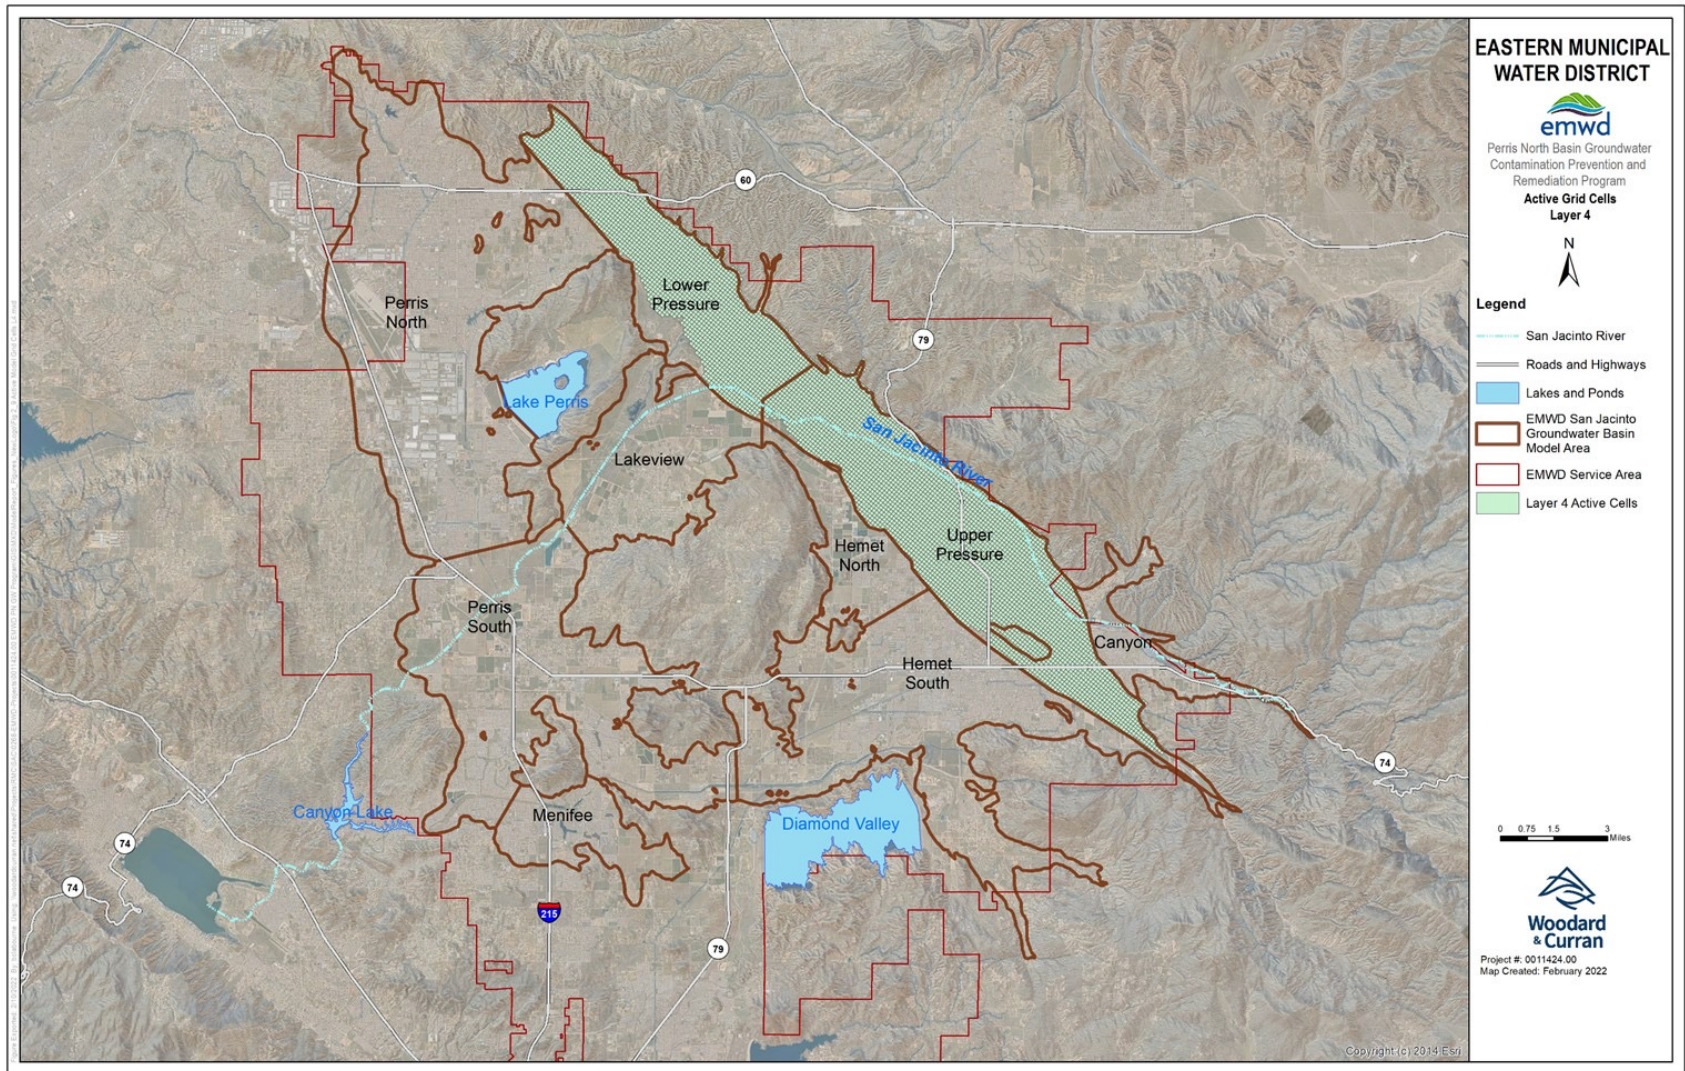 EASTERN MUNICIPAL
WATER DISTRICT
emwd
Perris North Basin Groundwater
Contamination Prevention and
Remediation Program
Active Grid Cells
Layer 4
N
Legend
San Jacinto River
Roads and Highways
Lakes and Ponds
EMWD San Jacinto
Groundwater Basin
Model Area
EMWD Service Area
Layer 4 Active Cells
0 0.75 1.5 3
Miles
Woodard
& Curran
Project #: 0011424.00
Map Created: February 2022
60
Lower
Pressure
Perris
North
79
Lake Perris
San Jacinto River
Lakeview
Upper
Pressure
Hemet
North
Perris
South
Canyon
Hemet
South
74
Canyon Lake
Menifee
Diamond Valley
74
74
215
79
Copyright (c) 2014 Esri